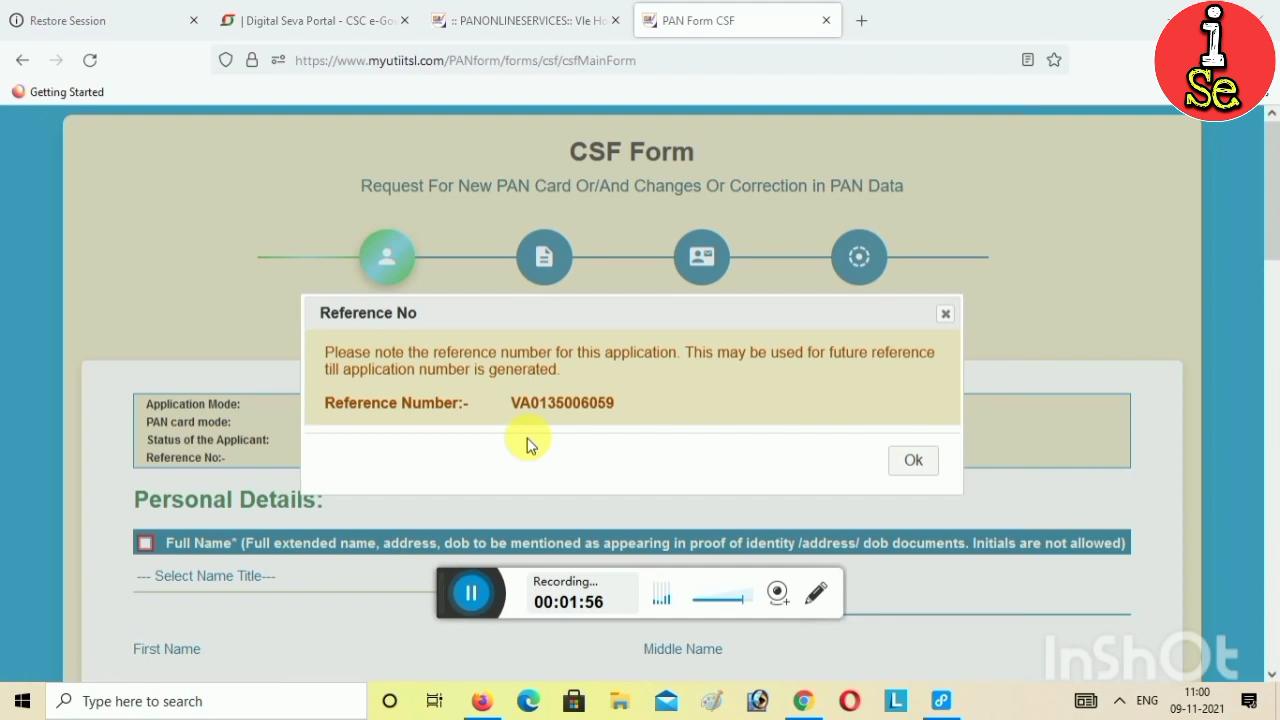 Restore Session
| Digital Seva Portal - CSC e-Gov
:: PANONLINESERVICES:: Vle Ho
PAN Form CSF
https://www.myutiitsl.com/PANform/forms/csf/csfMainForm
Getting Started
i
Se
CSF Form
Request For New PAN Card Or/And Changes Or Correction in PAN Data
Reference No
Please note the reference number for this application. This may be used for future reference
till application number is generated.
Reference Number:- VA0135006059
Ok
Application Mode:
PAN card mode:
Status of the Applicant:
Reference No:-
Personal Details:
Full Name* (Full extended name, address, dob to be mentioned as appearing in proof of identity /address/ dob documents. Initials are not allowed)
--- Select Name Title---
Recording...
00:01:56
First Name
Middle Name
InShOt
Type here to search
L
ENG
11:00
09-11-2021